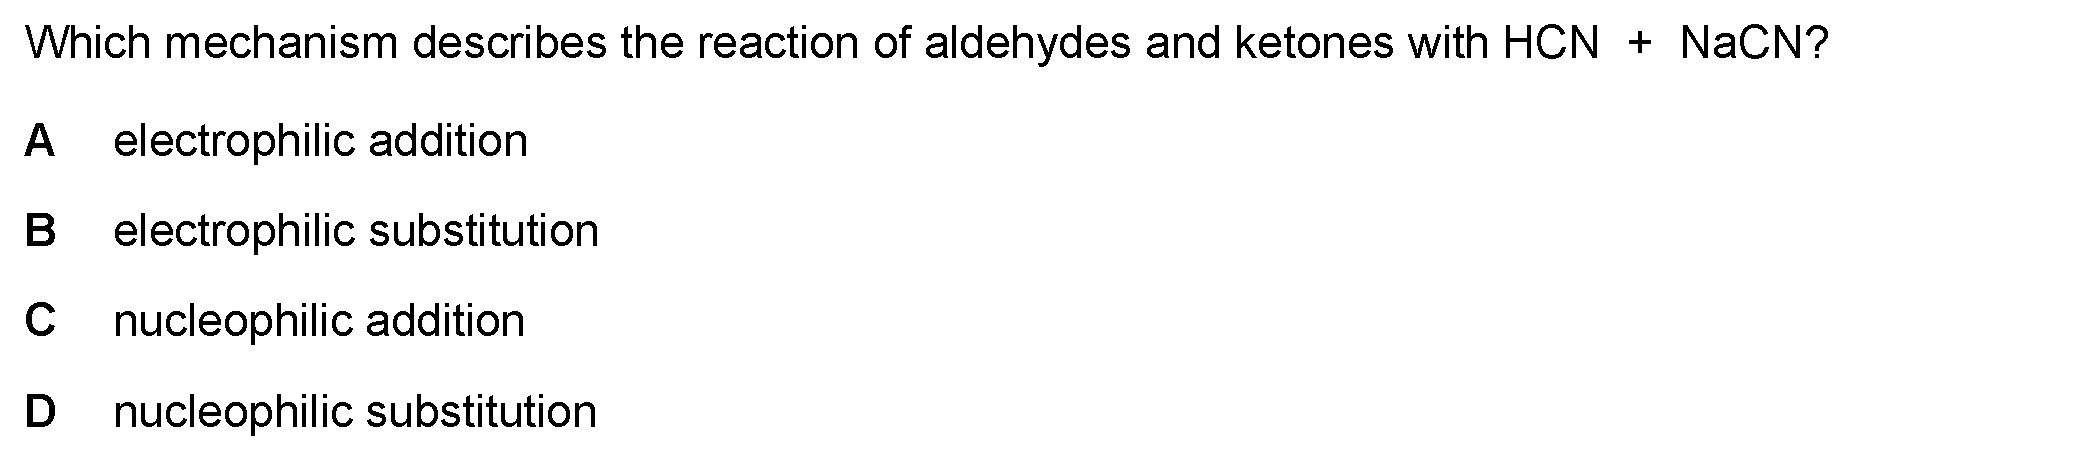 Which mechanism describes the reaction of aldehydes and ketones with HCN + NaCN?
A electrophilic addition
B electrophilic substitution
C nucleophilic addition
D nucleophilic substitution